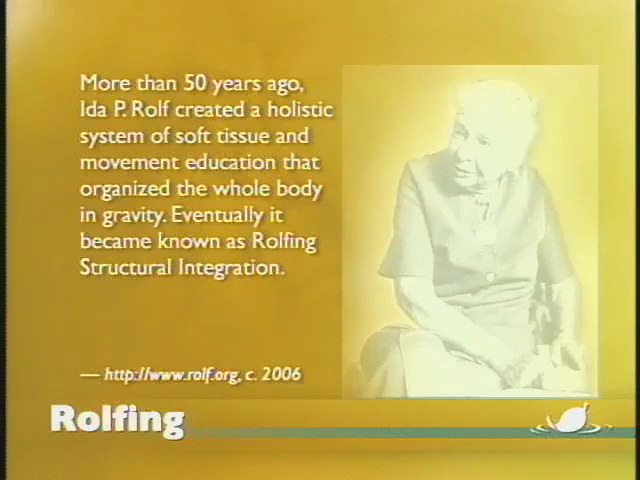 More than 50 years ago,
Ida P. Rolf created a holistic
system of soft tissue and
movement education that
organized the whole body
in gravity. Eventually it
became known as Rolfing
Structural Integration.
— http://www.rolf.org, c. 2006
Rolfing